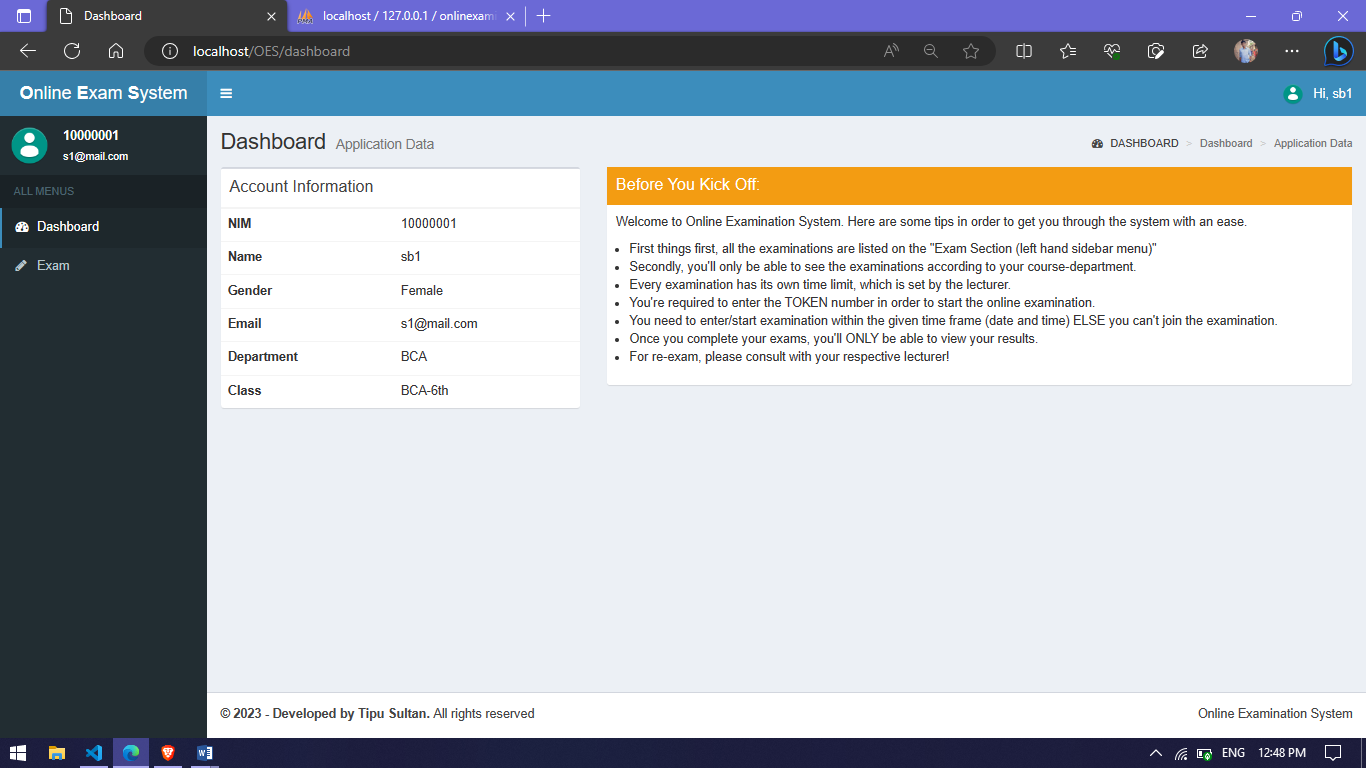 Dashboard
localhost / 127.0.0.1 / onlinexam
localhost/OES/dashboard
Online Exam System
Hi, sb1
10000001
s1@mail.com
ALL MENUS
Dashboard
Exam
Dashboard Application Data
DASHBOARD > Dashboard > Application Data
Account Information
NIM 10000001
Name sb1
Gender Female
Email s1@mail.com
Department BCA
Class BCA-6th
Before You Kick Off:
Welcome to Online Examination System. Here are some tips in order to get you through the system with an ease.
• First things first, all the examinations are listed on the "Exam Section (left hand sidebar menu)"
• Secondly, you'll only be able to see the examinations according to your course-department.
• Every examination has its own time limit, which is set by the lecturer.
• You're required to enter the TOKEN number in order to start the online examination.
• You need to enter/start examination within the given time frame (date and time) ELSE you can't join the examination.
• Once you complete your exams, you'll ONLY be able to view your results.
• For re-exam, please consult with your respective lecturer!
© 2023 - Developed by Tipu Sultan. All rights reserved
Online Examination System
ENG 12:48 PM